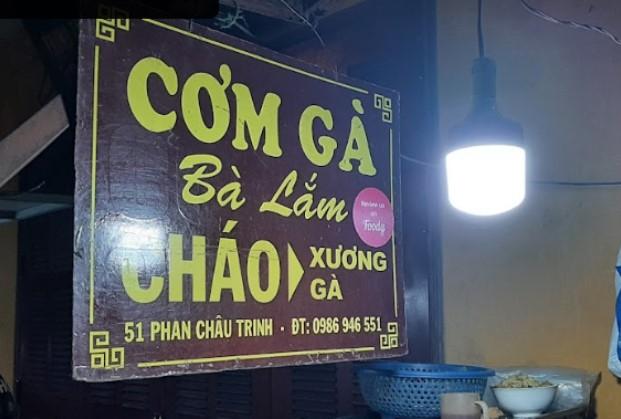 CƠM GÀ
Bà Lắm
Review us
on
Foody
CHÁO
XƯƠNG
GÀ
51 PHAN CHÂU TRINH - ĐT: 0986 946 551